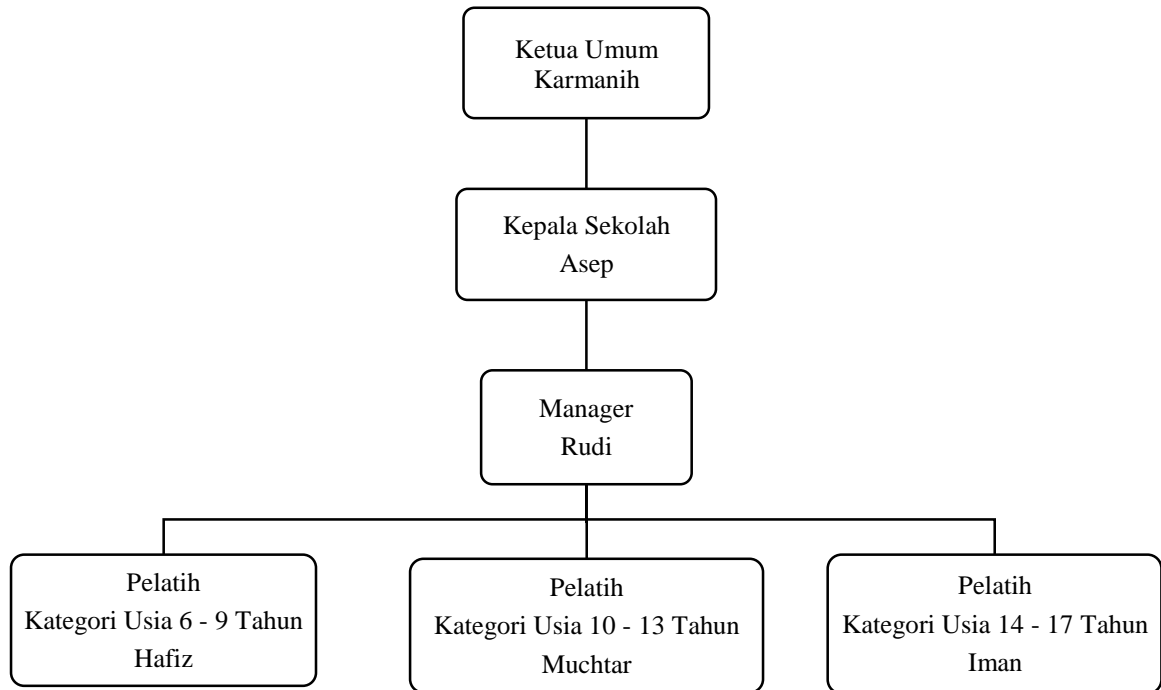 Ketua Umum
Karmanih
Kepala Sekolah
Asep
Manager
Rudi
Pelatih
Kategori Usia 6 - 9 Tahun
Hafiz
Pelatih
Kategori Usia 10 - 13 Tahun
Muchtar
Pelatih
Kategori Usia 14 - 17 Tahun
Iman